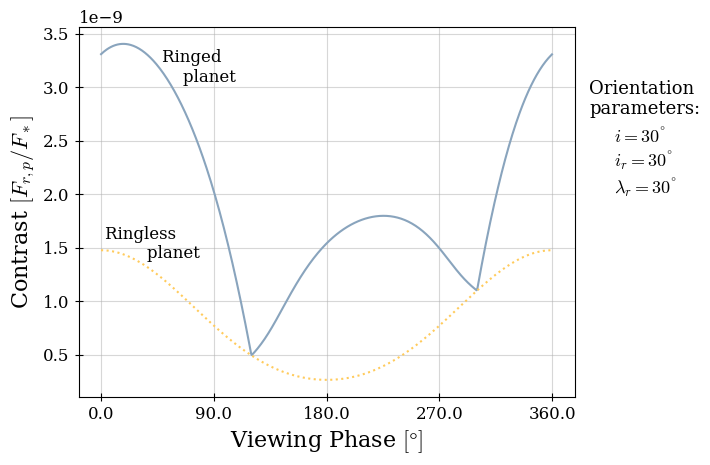 1e−9
3.5
3.0
2.5
2.0
1.5
1.0
0.5
Contrast [F_{r,p}/F_*]
Ringed
planet
Ringless
planet
Orientation
parameters:
i = 30°
i_r = 30°
λ_r = 30°
0.0 90.0 180.0 270.0 360.0
Viewing Phase [°]